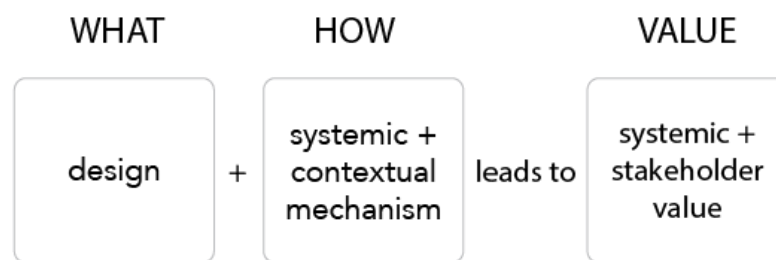 WHAT
HOW
VALUE
design
+
systemic +
contextual
mechanism
leads to
systemic +
stakeholder
value